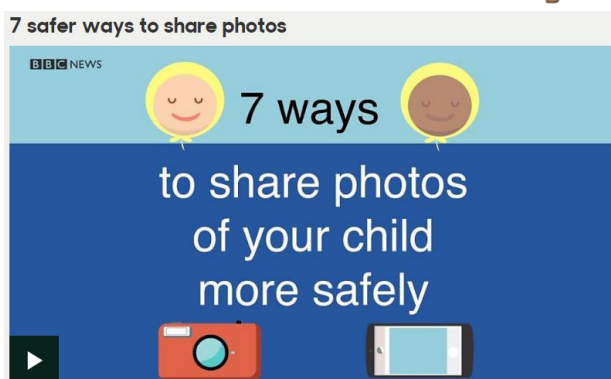 7 safer ways to share photos
BBC NEWS
7 ways
to share photos
of your child
more safely